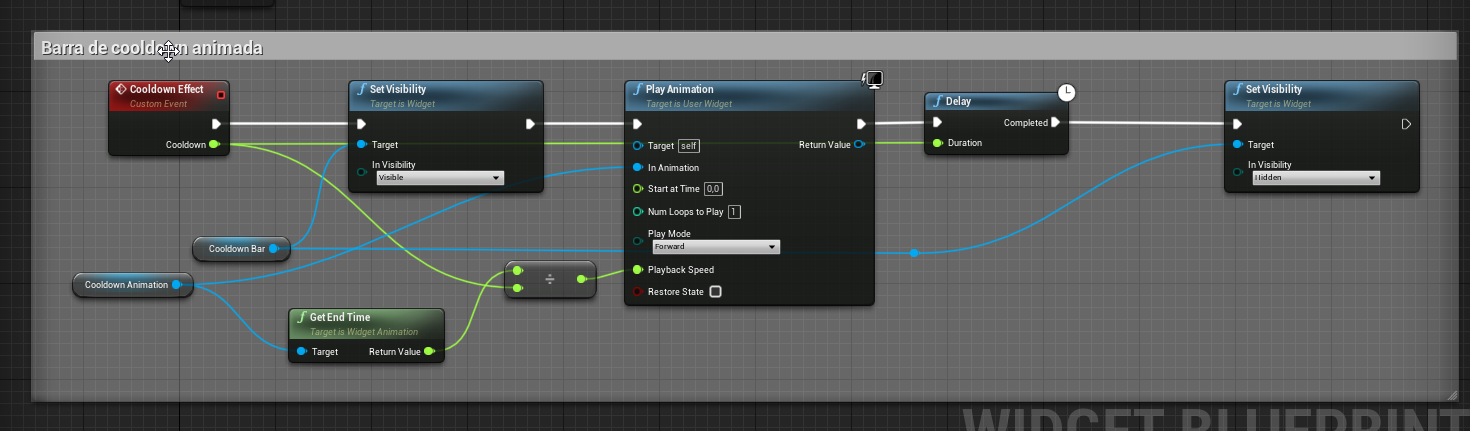 Barra de cooldown animada
Cooldown Effect
Custom Event
Cooldown
Set Visibility
Target is Widget
Target
In Visibility
Visible
Play Animation
Target is User Widget
Target self
Return Value
In Animation
Start at Time 0,0
Num Loops to Play 1
Play Mode
Forward
Playback Speed
Restore State
Delay
Completed
Duration
Set Visibility
Target is Widget
Target
In Visibility
Hidden
Cooldown Bar
Cooldown Animation
÷
Get End Time
Target is Widget Animation
Target
Return Value
WIDGET BLUEPRINT